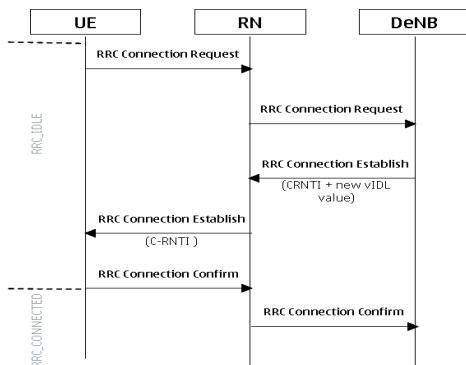 UE
RN
DeNB
RRC Connection Request
RRC Connection Request
RRC_IDLE
RRC Connection Establish
(CRNTI + new vIDL
value)
RRC Connection Establish
(C-RNTI )
RRC Connection Confirm
RRC Connection Confirm
RRC_CONNECTED